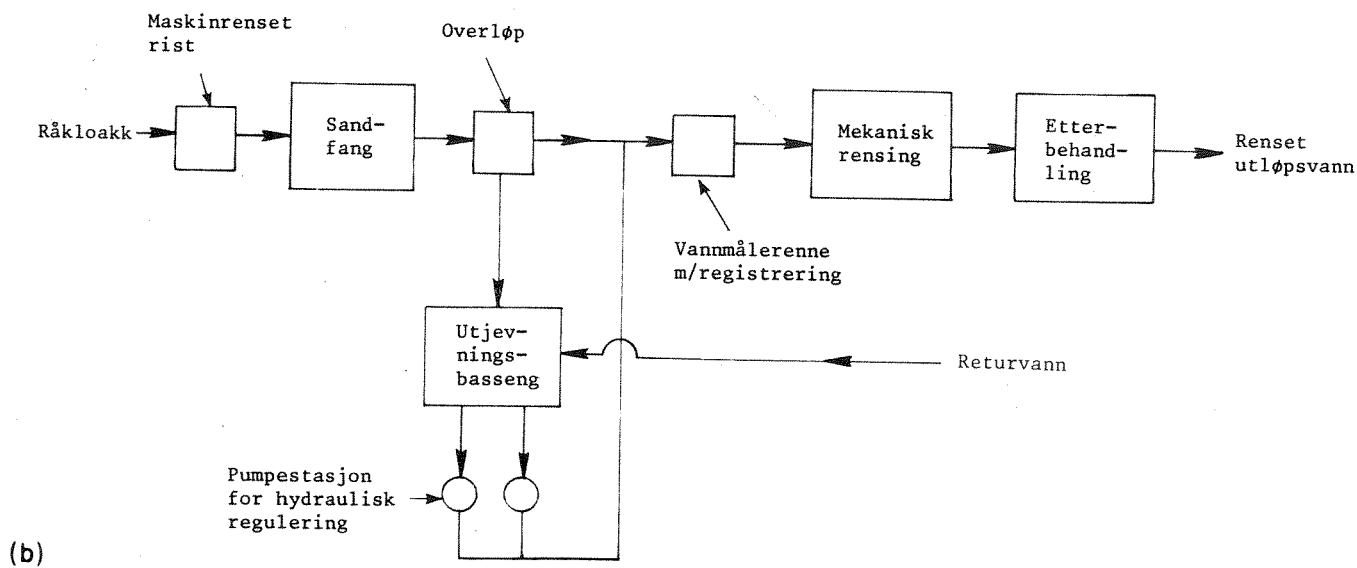 Maskinrenset
rist
Overløp
Råkloakk
Sand-
fang
Mekanisk
rensing
Etter-
behand-
ling
Renset
utløpsvann
Vannmålerenne
m/registrering
Utjev-
nings-
basseng
Returvann
Pumpestasjon
for hydraulisk
regulering
(b)